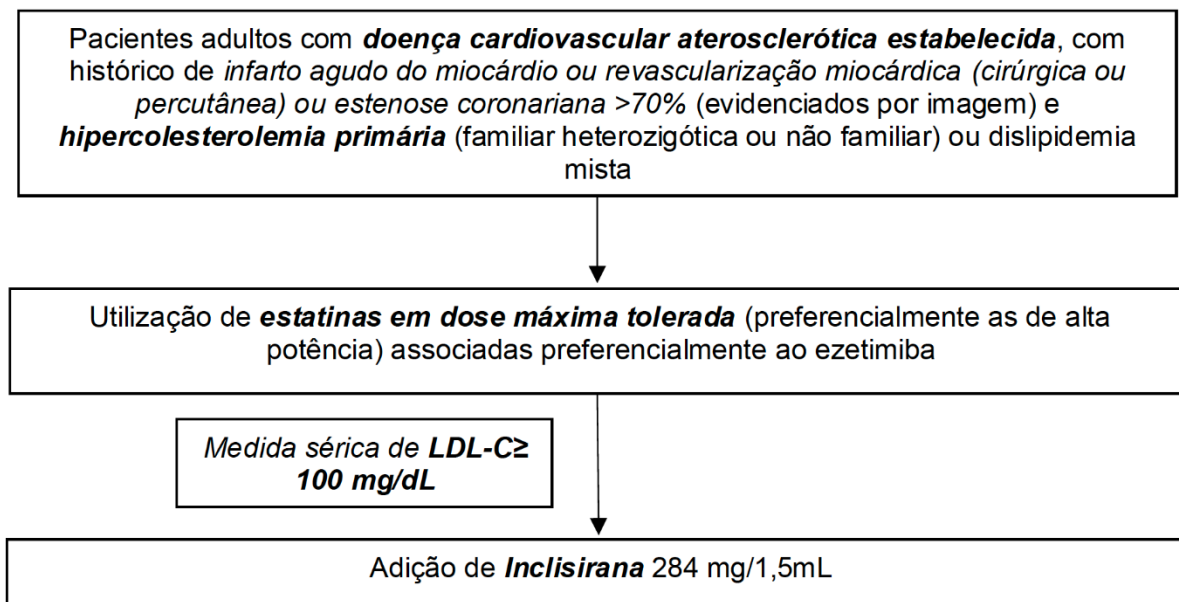 Pacientes adultos com doença cardiovascular aterosclerótica estabelecida, com
histórico de infarto agudo do miocárdio ou revascularização miocárdica (cirúrgica ou
percutânea) ou estenose coronariana >70% (evidenciados por imagem) e
hipercolesterolemia primária (familiar heterozigótica ou não familiar) ou dislipidemia
mista
Utilização de estatinas em dose máxima tolerada (preferencialmente as de alta
potência) associadas preferencialmente ao ezetimiba
Medida sérica de LDL-C≥
100 mg/dL
Adição de Inclisirana 284 mg/1,5mL